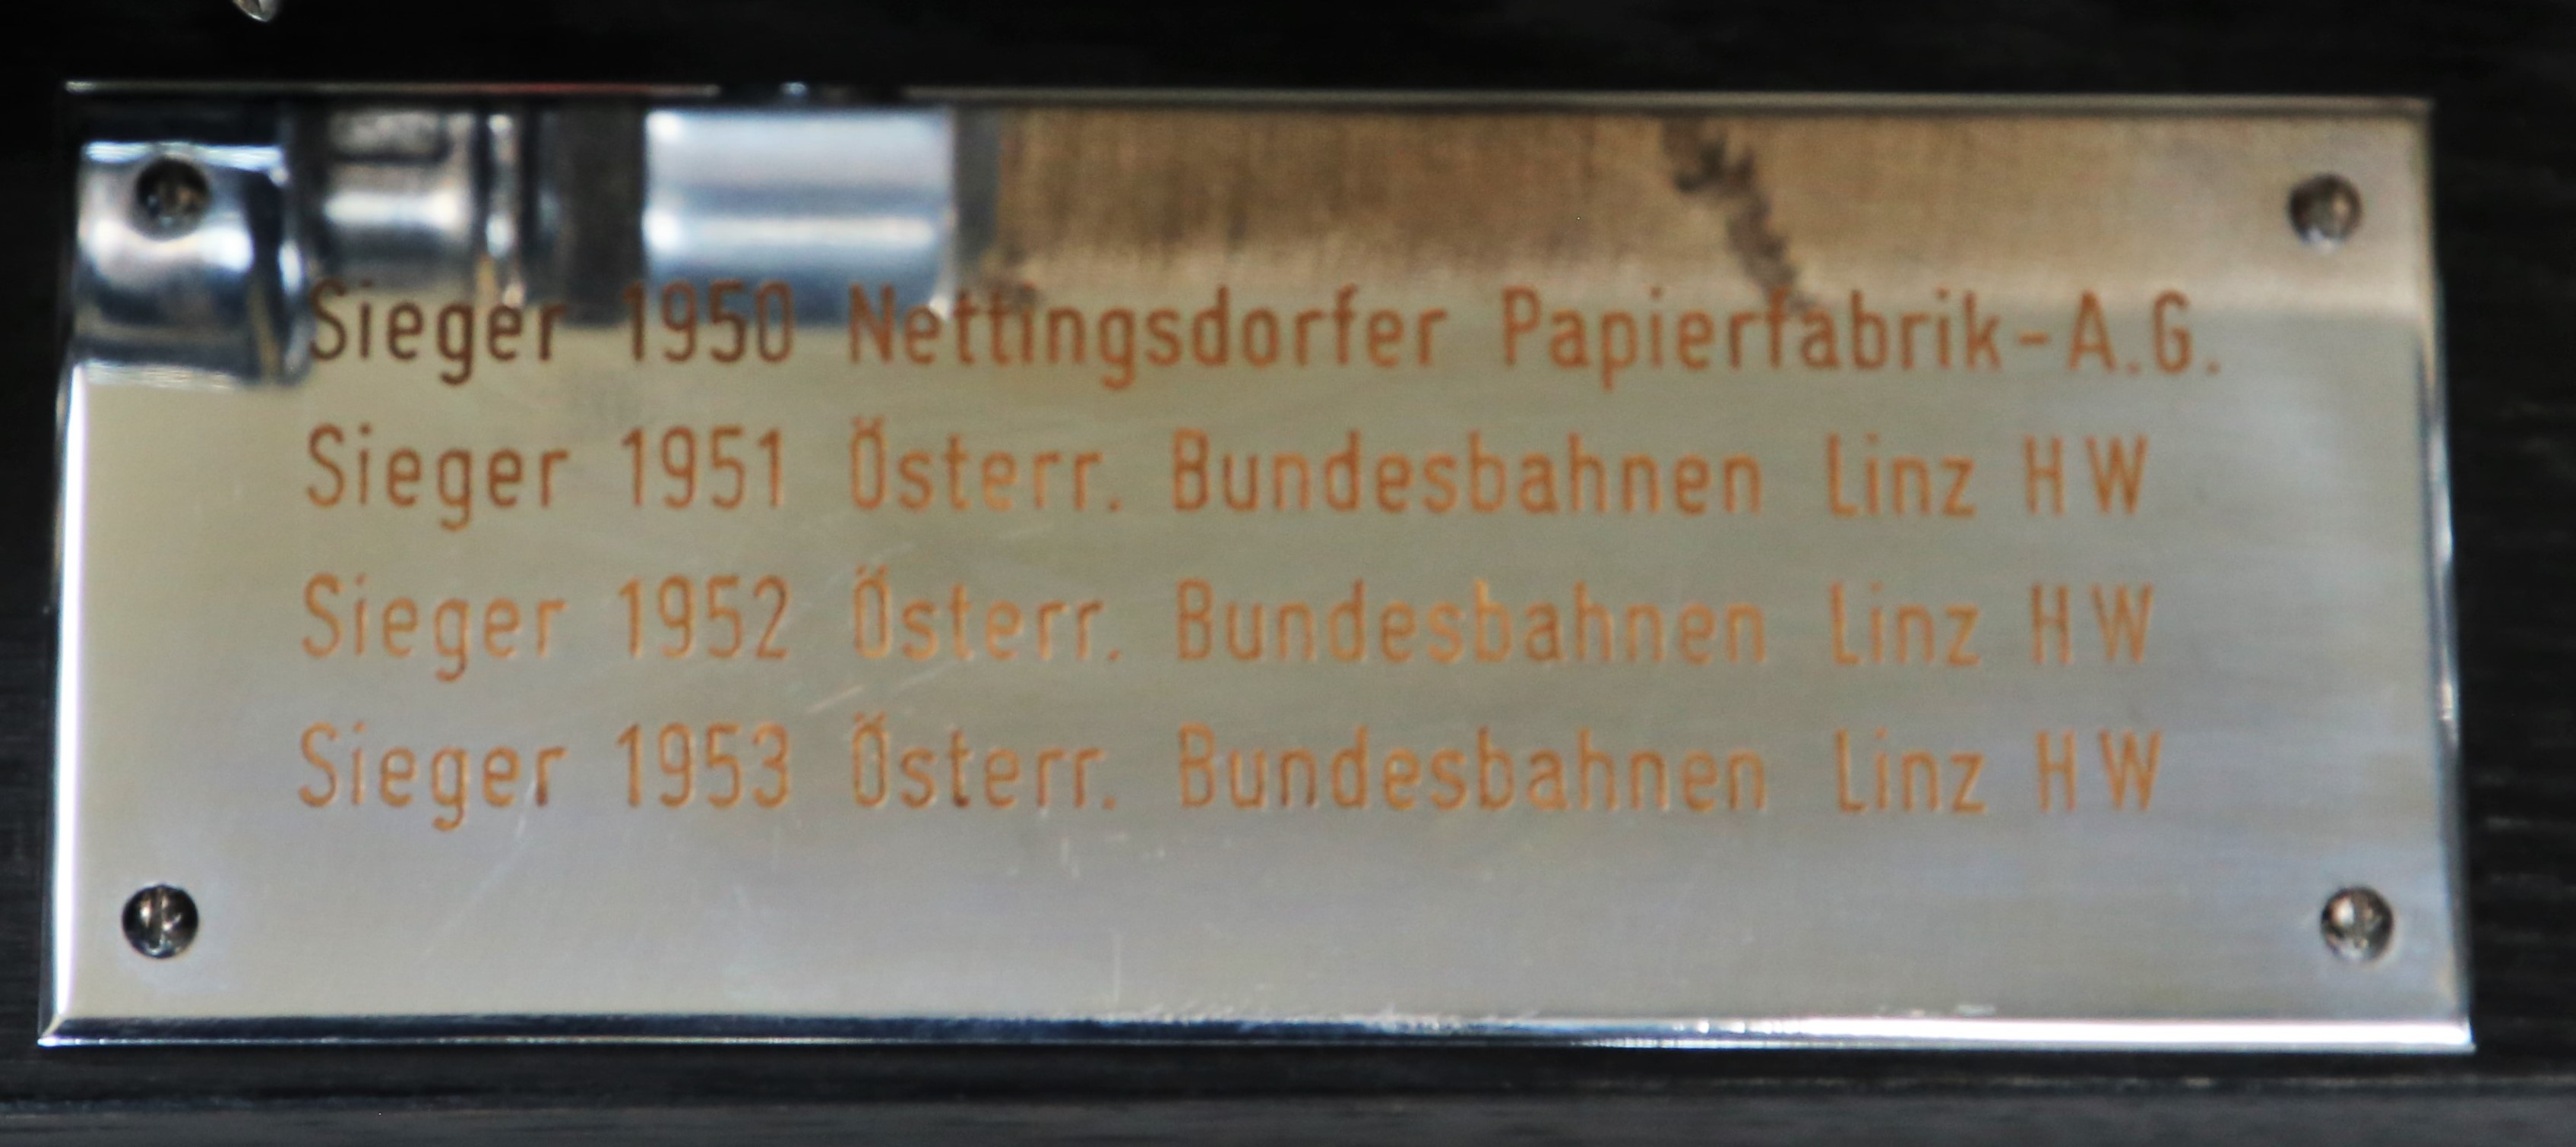 Sieger 1950 Nettingsdorfer Papierfabrik-A.G.
Sieger 1951 Österr. Bundesbahnen Linz HW
Sieger 1952 Österr. Bundesbahnen Linz HW
Sieger 1953 Österr. Bundesbahnen Linz HW